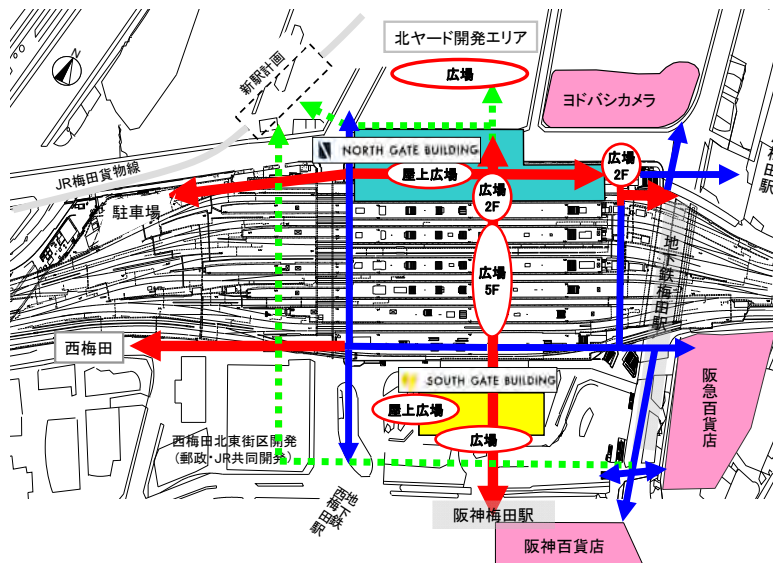 北ヤード開発エリア
広場
新駅計画
ヨドバシカメラ
NORTH GATE BUILDING
広場
2F
梅田駅
JR梅田貨物線
屋上広場
広場
2F
駐車場
地下鉄梅田駅
広場
5F
西梅田
SOUTH GATE BUILDING
阪急百貨店
屋上広場
広場
西梅田北東街区開発
(郵政・JR共同開発)
地下鉄
西梅田駅
阪神梅田駅
阪神百貨店